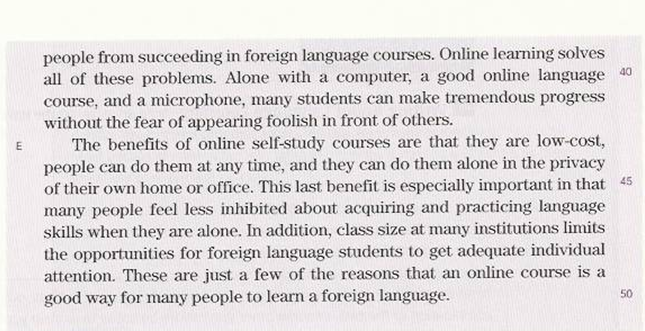 people from succeeding in foreign language courses. Online learning solves
all of these problems. Alone with a computer, a good online language 40
course, and a microphone, many students can make tremendous progress
without the fear of appearing foolish in front of others.
E The benefits of online self-study courses are that they are low-cost,
people can do them at any time, and they can do them alone in the privacy
of their own home or office. This last benefit is especially important in that 45
many people feel less inhibited about acquiring and practicing language
skills when they are alone. In addition, class size at many institutions limits
the opportunities for foreign language students to get adequate individual
attention. These are just a few of the reasons that an online course is a
good way for many people to learn a foreign language. 50